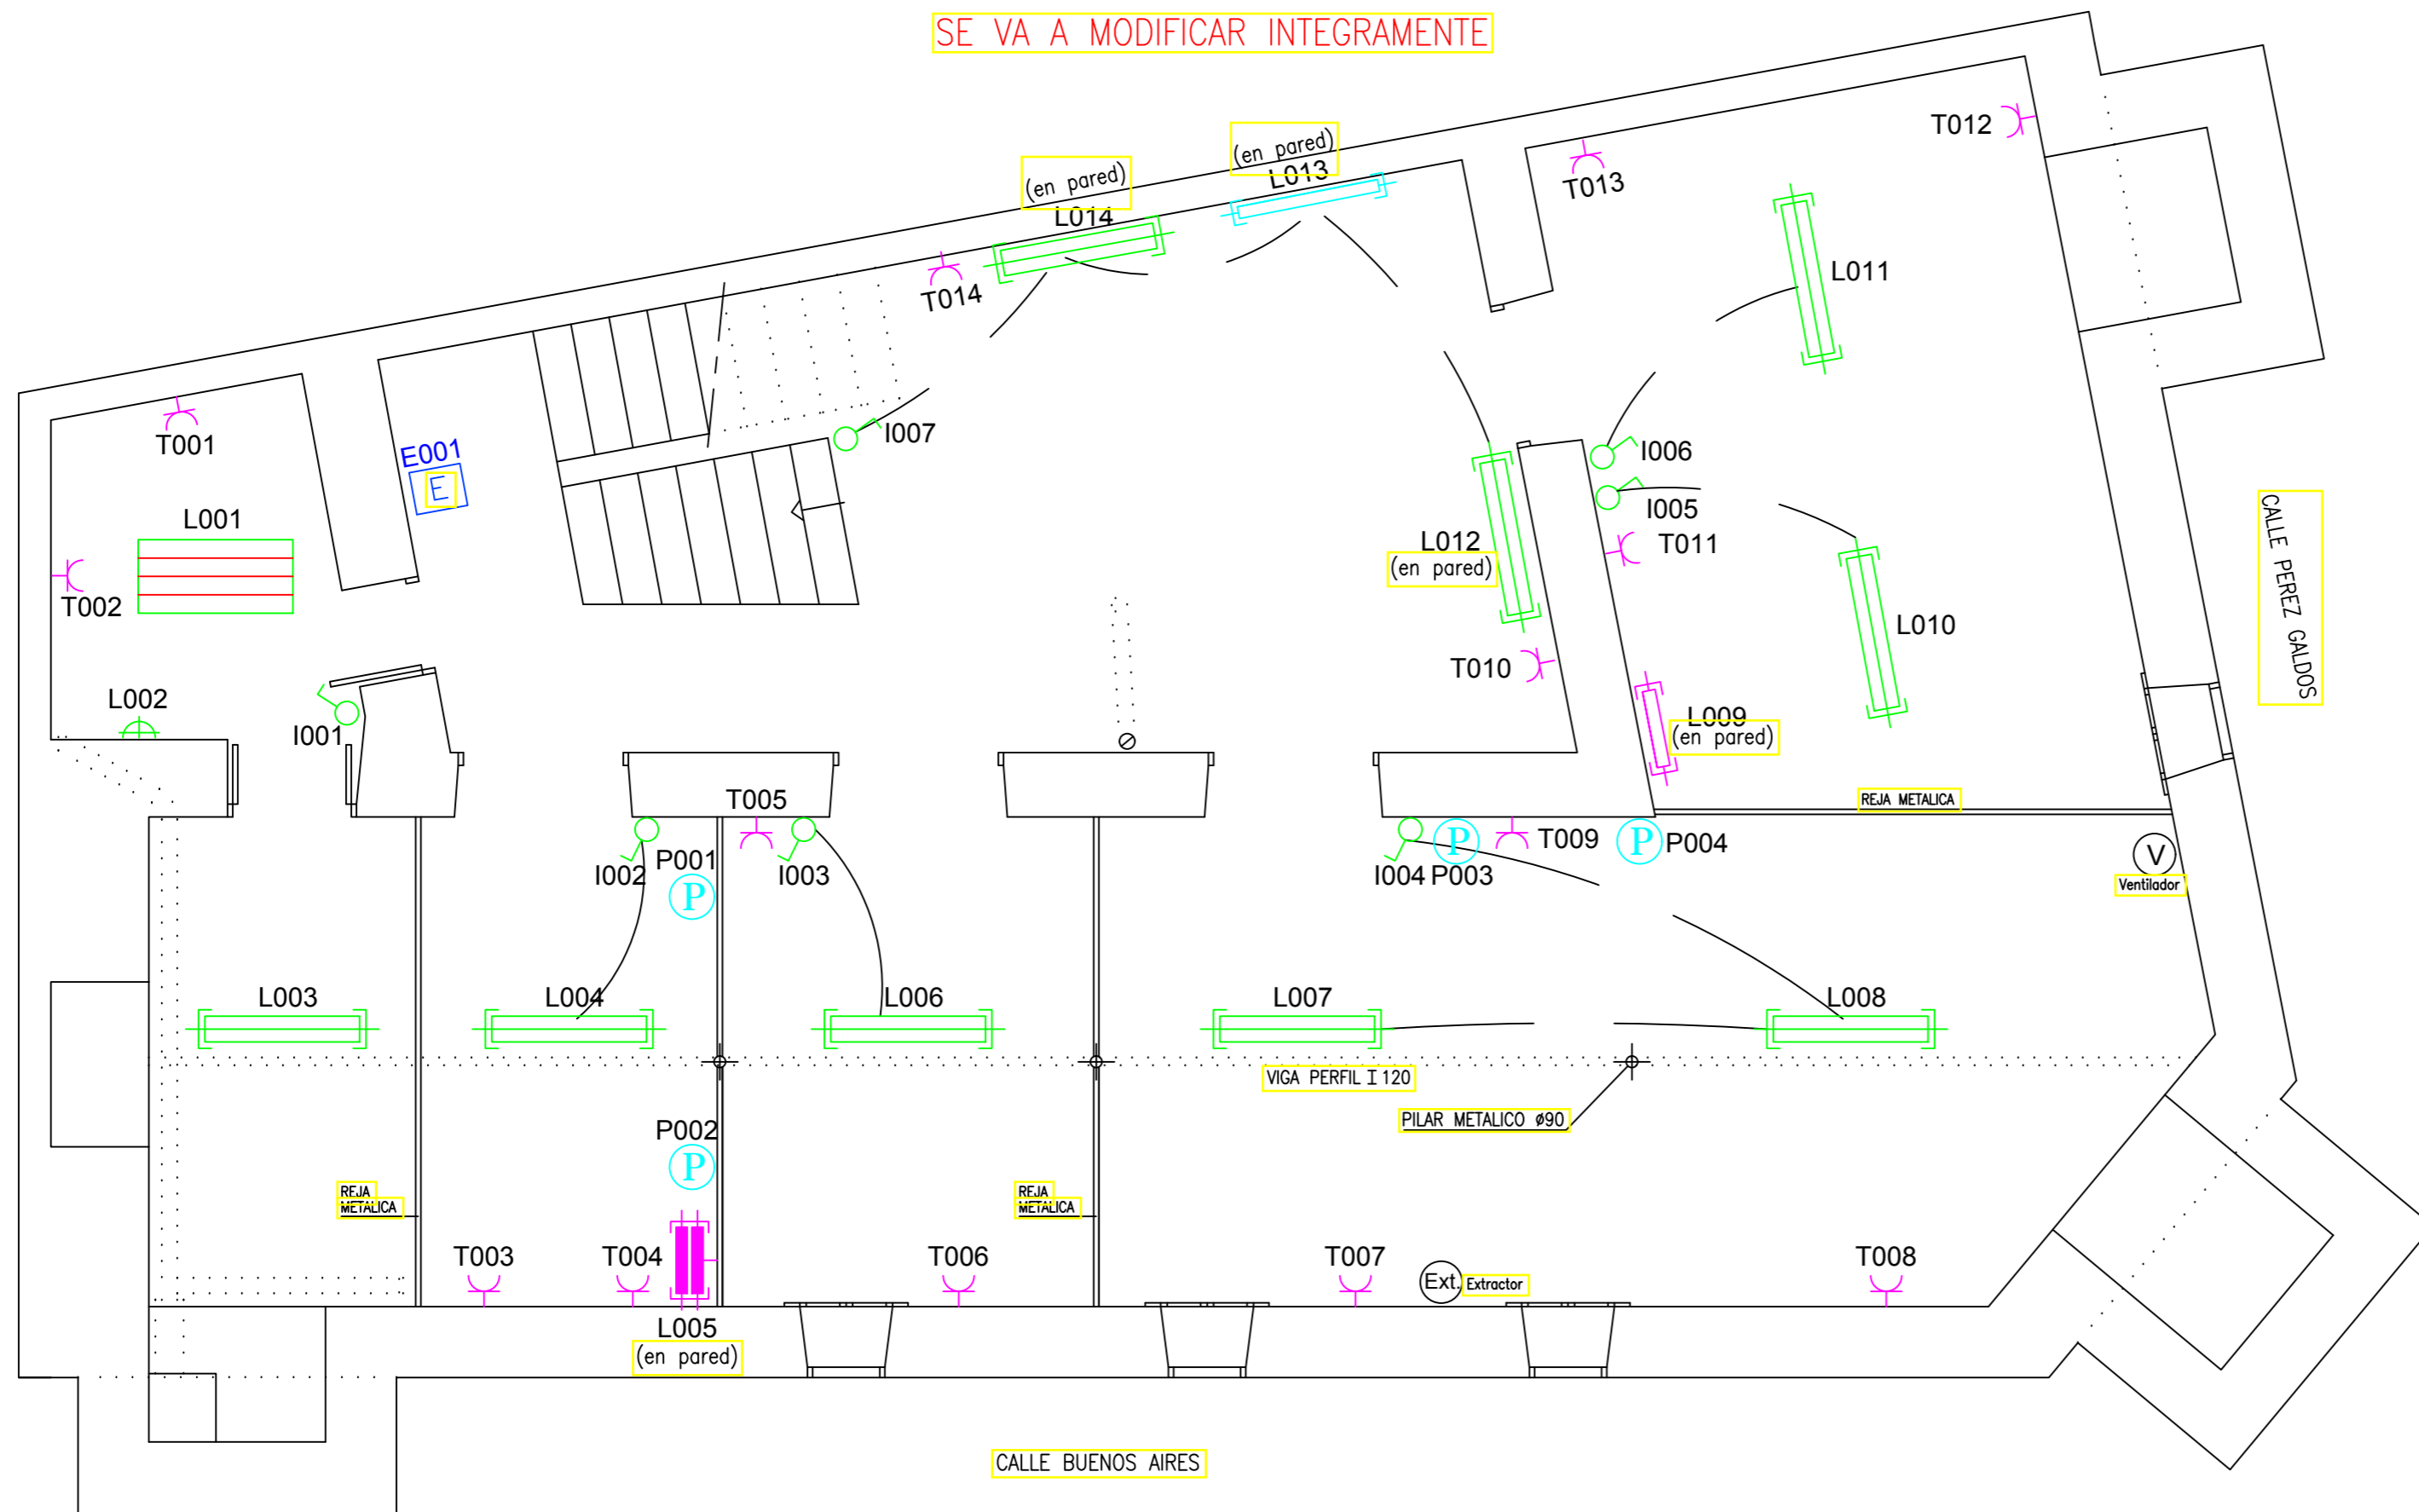 SE VA A MODIFICAR INTEGRAMENTE
(en pared)
L013
(en pared)
L014
T012
T013
T014
L011
T001
E001
E
I007
I006
I005
L001
T002
L012
(en pared)
T011
CALLE PEREZ GALDOS
L010
T010
L002
I001
L009
(en pared)
REJA METALICA
T005
I002
P001
P
I003
I004
P
P003
T009
P
P004
V
Ventilador
L003
L004
L006
L007
L008
VIGA PERFIL I 120
PILAR METALICO ø90
P002
P
REJA
METALICA
REJA
METALICA
T003
T004
T006
T007
Ext.
Extractor
T008
L005
(en pared)
CALLE BUENOS AIRES